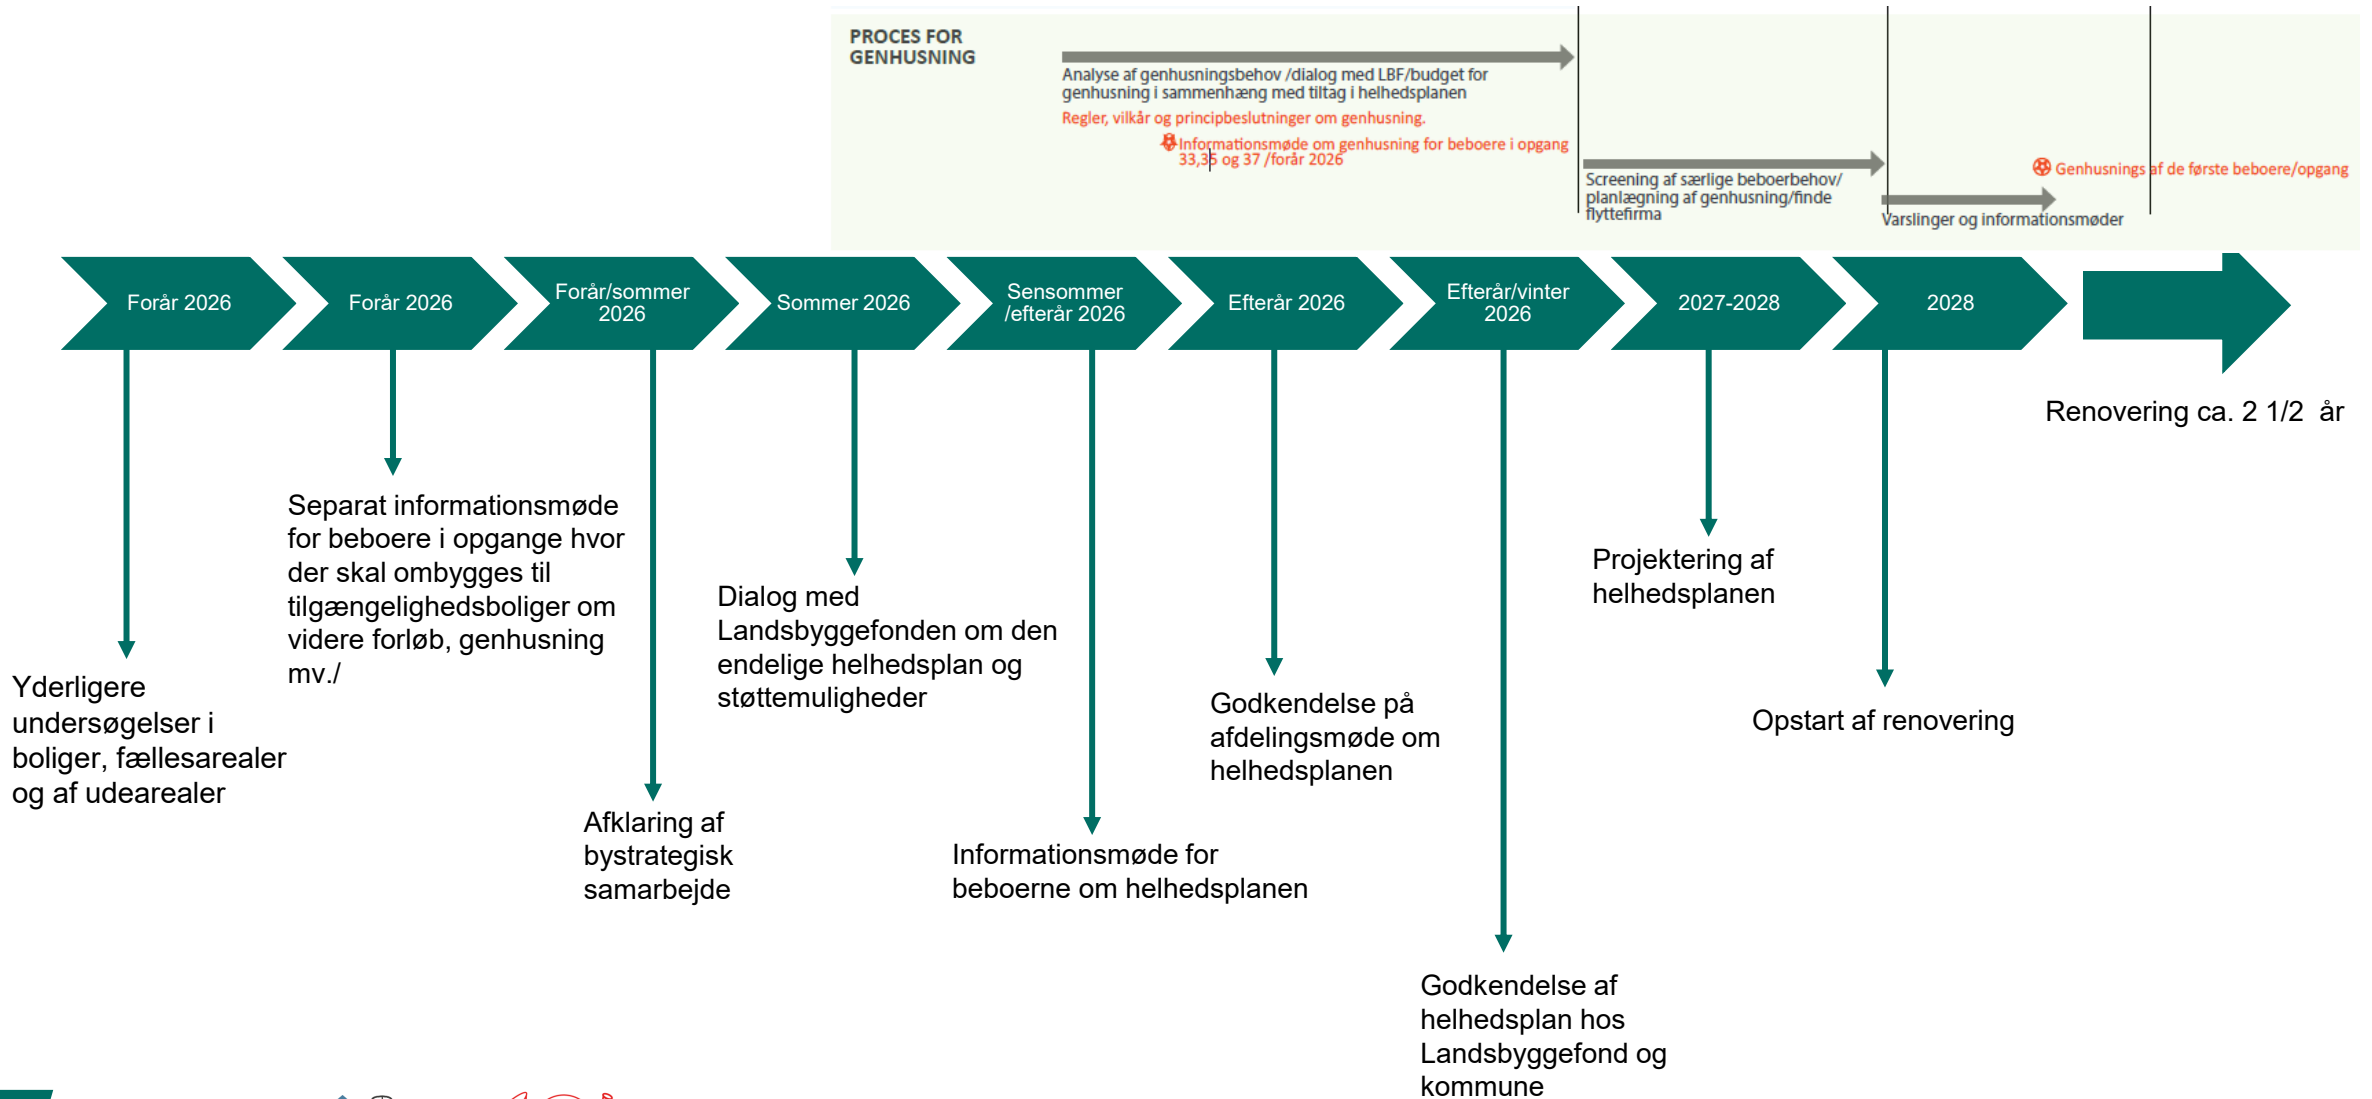 PROCES FOR
GENHUSNING
Analyse af genhusningsbehov /dialog med LBF/budget for
genhusning i sammenhæng med tiltag i helhedsplanen
Regler, vilkår og principbeslutninger om genhusning.
Informationsmøde om genhusning for beboere i opgang
33,35 og 37 /forår 2026
Screening af særlige beboerbehov/
planlægning af genhusning/finde
flyttefirma
Genhusnings af de første beboere/opgang
Varslinger og informationsmøder
Forår 2026
Forår 2026
Forår/sommer
2026
Sommer 2026
Sensommer
/efterår 2026
Efterår 2026
Efterår/vinter
2026
2027-2028
2028
Renovering ca. 2 1/2 år
Yderligere
undersøgelser i
boliger, fællesarealer
og af udearealer
Separat informationsmøde
for beboere i opgange hvor
der skal ombygges til
tilgængelighedsboliger om
videre forløb, genhusning
mv./
Afklaring af
bystrategisk
samarbejde
Dialog med
Landsbyggefonden om den
endelige helhedsplan og
støttemuligheder
Informationsmøde for
beboerne om helhedsplanen
Godkendelse på
afdelingsmøde om
helhedsplanen
Godkendelse af
helhedsplan hos
Landsbyggefond og
kommune
Projektering af
helhedsplanen
Opstart af renovering